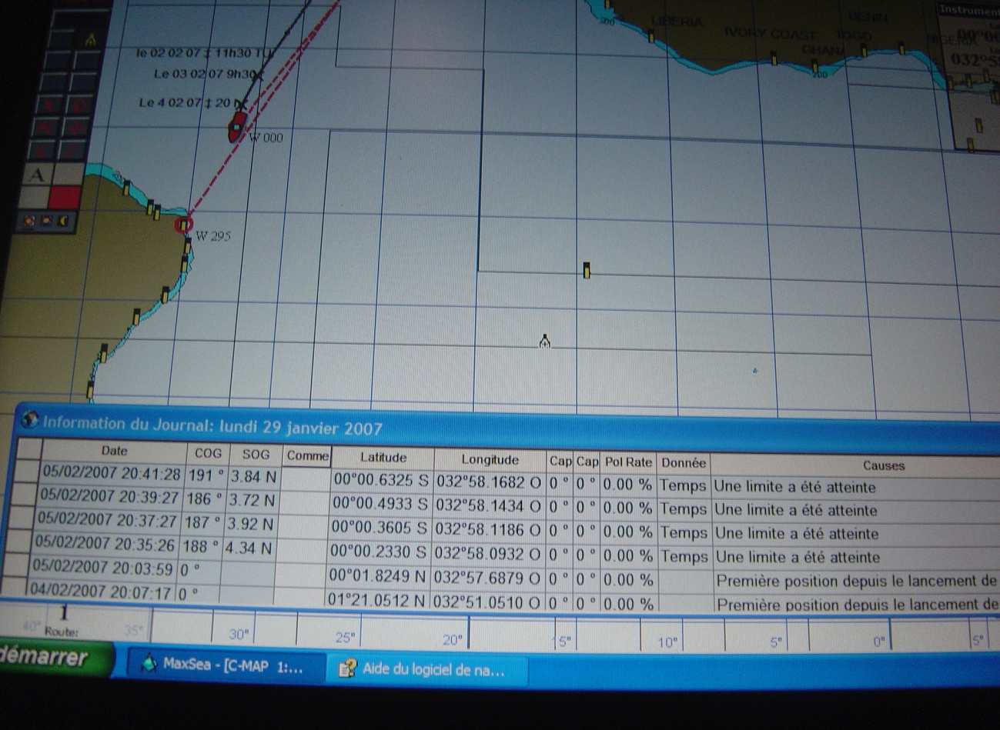 LIBERIA
IVORY COAST
GHANA
TOGO
BENIN
NIGERIA
Instrument
200
200
le 02 02 07 ‡ 11h30 TU
Le 03 02 07 9h30
Le 4 02 07 ‡ 20
W 000
W 295
A
Information du Journal: lundi 29 janvier 2007
Date COG SOG Comme Latitude Longitude Cap Cap Pol Rate Donnée Causes
05/02/2007 20:41:28 191 ° 3.84 N 00°00.6325 S 032°58.1682 O 0 ° 0 ° 0.00 % Temps Une limite a été atteinte
05/02/2007 20:39:27 186 ° 3.72 N 00°00.4933 S 032°58.1434 O 0 ° 0 ° 0.00 % Temps Une limite a été atteinte
05/02/2007 20:37:27 187 ° 3.92 N 00°00.3605 S 032°58.1186 O 0 ° 0 ° 0.00 % Temps Une limite a été atteinte
05/02/2007 20:35:26 188 ° 4.34 N 00°00.2330 S 032°58.0932 O 0 ° 0 ° 0.00 % Temps Une limite a été atteinte
05/02/2007 20:03:59 0 ° 00°01.8249 N 032°57.6879 O 0 ° 0 ° 0.00 % Première position depuis le lancement de
04/02/2007 20:07:17 0 ° 01°21.0512 N 032°51.0510 O 0 ° 0 ° 0.00 % Première position depuis le lancement de
1
Route:
40° 35° 30° 25° 20° 15° 10° 5° 0° 5°
démarrer MaxSea - [C-MAP 1:... Aide du logiciel de na...